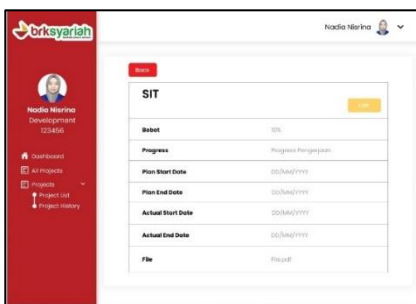 brksyariah
Nadia Nisrina
Nadia Nisrina
Development
123456
Dashboard
All Projects
Projects
Project List
Project History
Back
SIT
Bobot 10%
Progress Progress Pengerjaan
Plan Start Date DD/MM/YYYY
Plan End Date DD/MM/YYYY
Actual Start Date DD/MM/YYYY
Actual End Date DD/MM/YYYY
File File.pdf